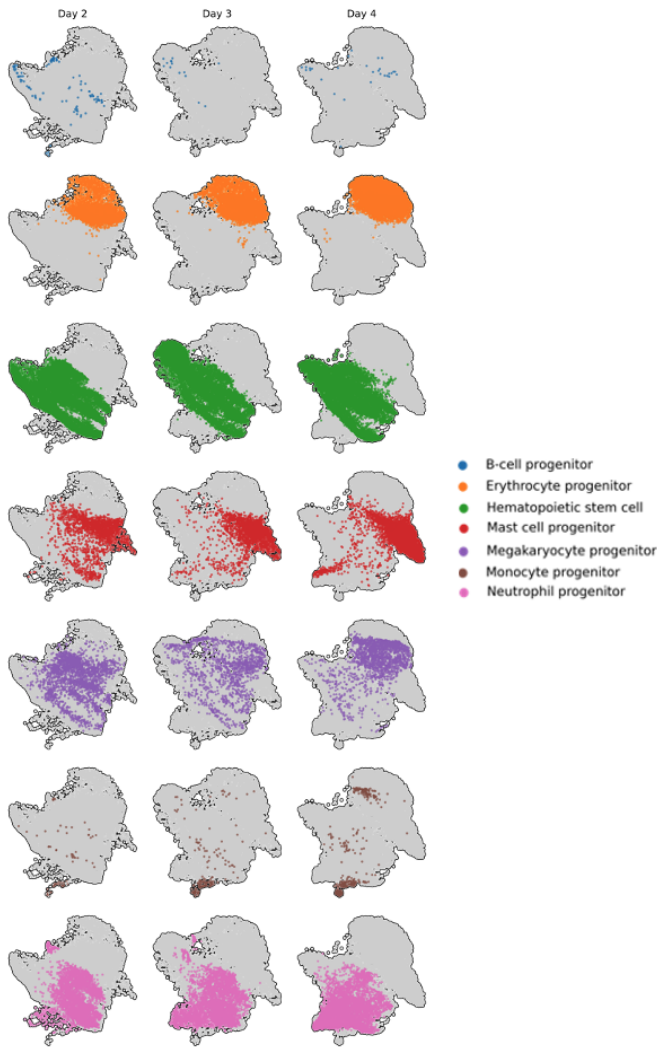 Day 2
Day 3
Day 4
B-cell progenitor
Erythrocyte progenitor
Hematopoietic stem cell
Mast cell progenitor
Megakaryocyte progenitor
Monocyte progenitor
Neutrophil progenitor